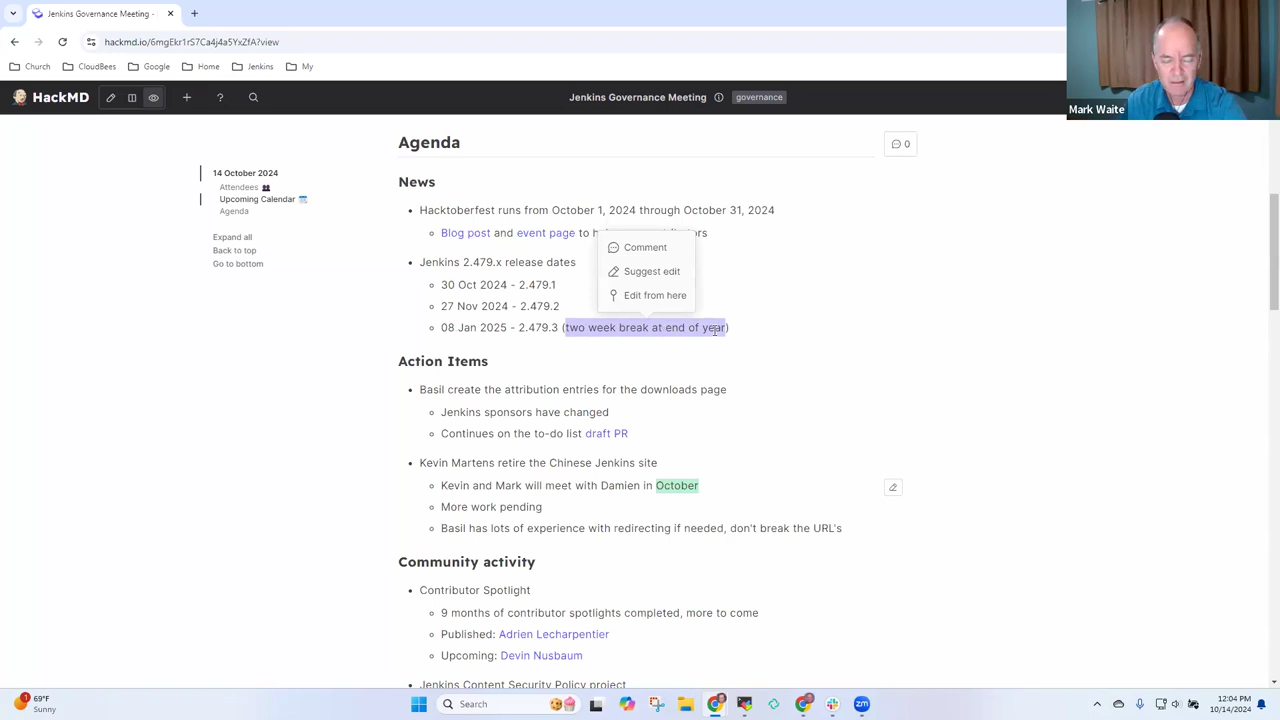 Jenkins Governance Meeting -
hackmd.io/6mgEkr1rS7Ca4j4a5YxZfA?view
Church
CloudBees
Google
Home
Jenkins
My
Mark Waite
HackMD
Jenkins Governance Meeting
governance
14 October 2024
Attendees
Upcoming Calendar
Agenda
Expand all
Back to top
Go to bottom
Agenda
0
News
Hacktoberfest runs from October 1, 2024 through October 31, 2024
Blog post and event page to
Jenkins 2.479.x release dates
30 Oct 2024 - 2.479.1
27 Nov 2024 - 2.479.2
08 Jan 2025 - 2.479.3 (two week break at end of year)
Comment
Suggest edit
Edit from here
Action Items
Basil create the attribution entries for the downloads page
Jenkins sponsors have changed
Continues on the to-do list draft PR
Kevin Martens retire the Chinese Jenkins site
Kevin and Mark will meet with Damien in October
More work pending
Basil has lots of experience with redirecting if needed, don't break the URL's
Community activity
Contributor Spotlight
9 months of contributor spotlights completed, more to come
Published: Adrien Lecharpentier
Upcoming: Devin Nusbaum
Jenkins Content Security Policy project
1
69°F
Sunny
Search
12:04 PM
10/14/2024